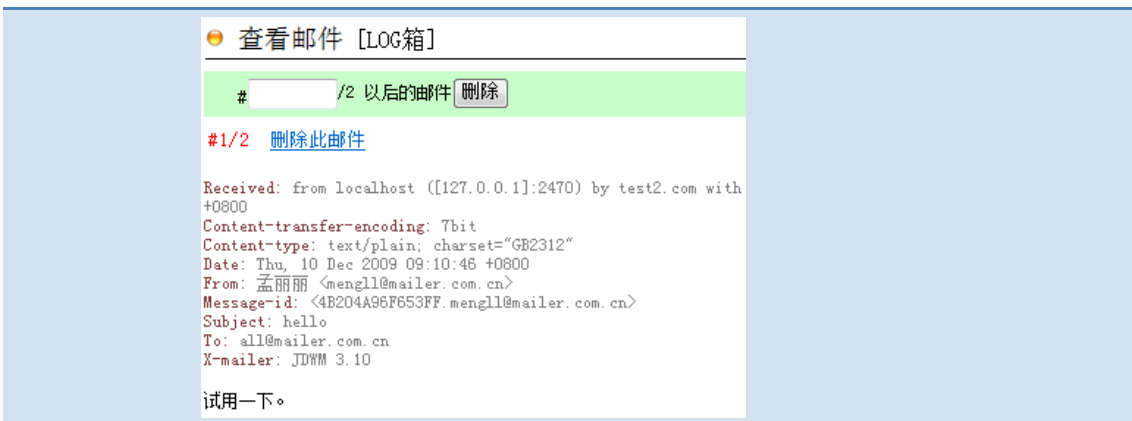 查看邮件 [LOG箱]
# /2 以后的邮件 删除
#1/2 删除此邮件
Received: from localhost ([127.0.0.1]:2470) by test2.com with
+0800
Content-transfer-encoding: 7bit
Content-type: text/plain; charset="GB2312"
Date: Thu, 10 Dec 2009 09:10:46 +0800
From: 孟丽丽 <mengll@mailer.com.cn>
Message-id: <4B204A96F653FF.mengll@mailer.com.cn>
Subject: hello
To: all@mailer.com.cn
X-mailer: JDWM 3.10
试用一下。